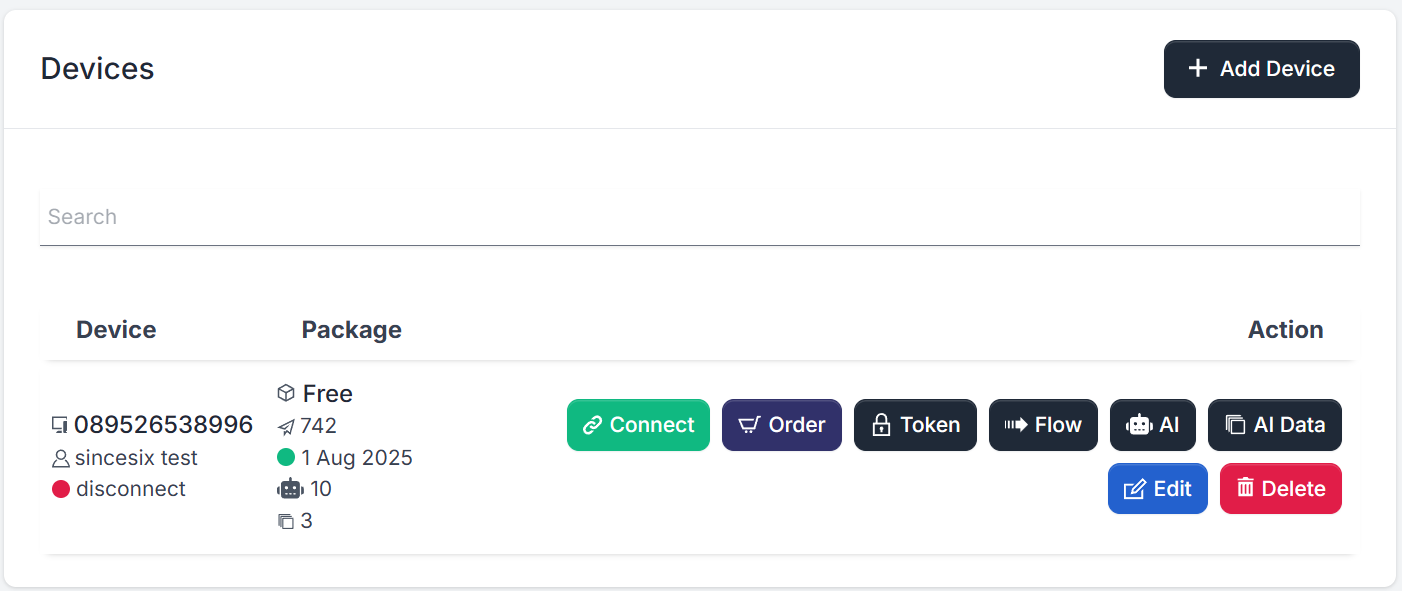 Devices
+ Add Device
Search
Device Package Action
089526538996
sincesix test
disconnect
Free
742
1 Aug 2025
10
3
Connect Order Token Flow AI AI Data
Edit Delete